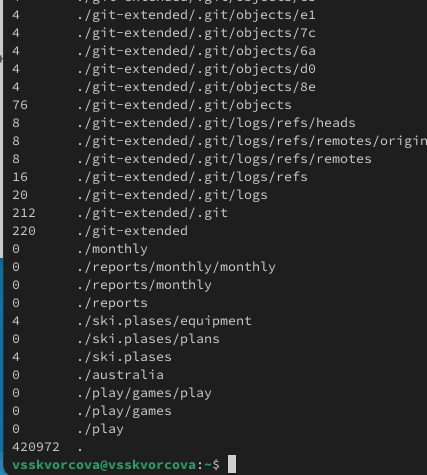 4       ./git-extended/.git/objects/e1
4       ./git-extended/.git/objects/7c
4       ./git-extended/.git/objects/6a
4       ./git-extended/.git/objects/d0
4       ./git-extended/.git/objects/8e
76      ./git-extended/.git/objects
8       ./git-extended/.git/logs/refs/heads
8       ./git-extended/.git/logs/refs/remotes/origin
8       ./git-extended/.git/logs/refs/remotes
16      ./git-extended/.git/logs/refs
20      ./git-extended/.git/logs
212     ./git-extended/.git
220     ./git-extended
0       ./monthly
0       ./reports/monthly/monthly
0       ./reports/monthly
0       ./reports
4       ./ski.plases/equipment
0       ./ski.plases/plans
4       ./ski.plases
0       ./australia
0       ./play/games/play
0       ./play/games
0       ./play
420972  .
vsskvorcova@vsskvorcova:~$